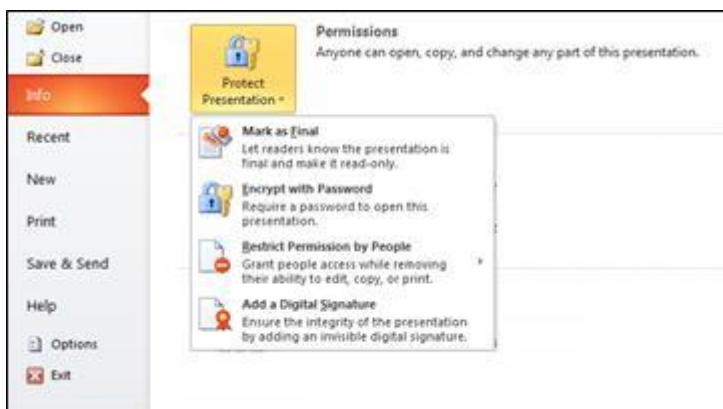 Open
Close
Info
Recent
New
Print
Save & Send
Help
Options
Exit
Protect
Presentation
Permissions
Anyone can open, copy, and change any part of this presentation.
Mark as Final
Let readers know the presentation is
final and make it read-only.
Encrypt with Password
Require a password to open this
presentation.
Restrict Permission by People
Grant people access while removing
their ability to edit, copy, or print.
Add a Digital Signature
Ensure the integrity of the presentation
by adding an invisible digital signature.